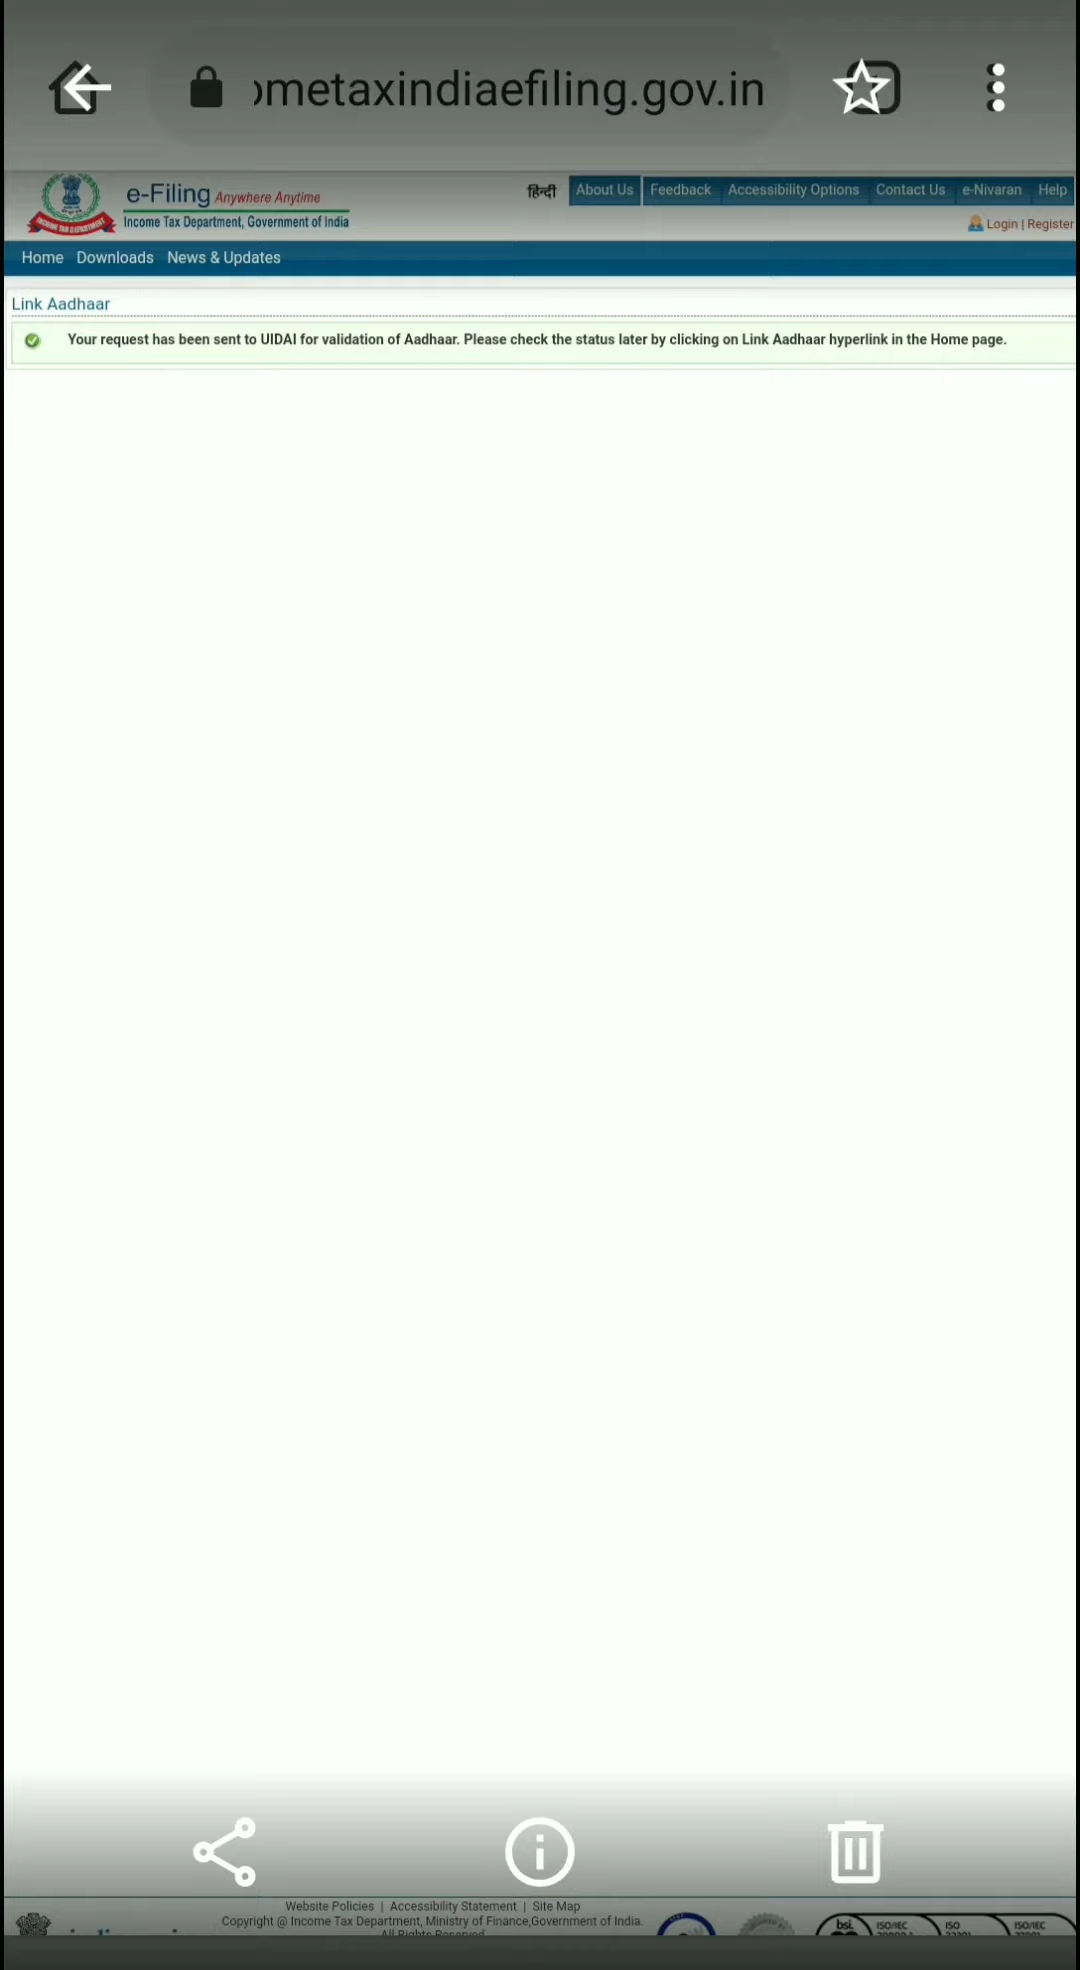 ometaxindiaefiling.gov.in
e-Filing Anywhere Anytime
Income Tax Department, Government of India
हिन्दी About Us Feedback Accessibility Options Contact Us e-Nivaran Help
Login | Register
Home Downloads News & Updates
Link Aadhaar
Your request has been sent to UIDAI for validation of Aadhaar. Please check the status later by clicking on Link Aadhaar hyperlink in the Home page.
Website Policies | Accessibility Statement | Site Map
Copyright @ Income Tax Department, Ministry of Finance,Government of India.
All Rights Reserved
bsi. ISO/IEC ISO ISO/IEC